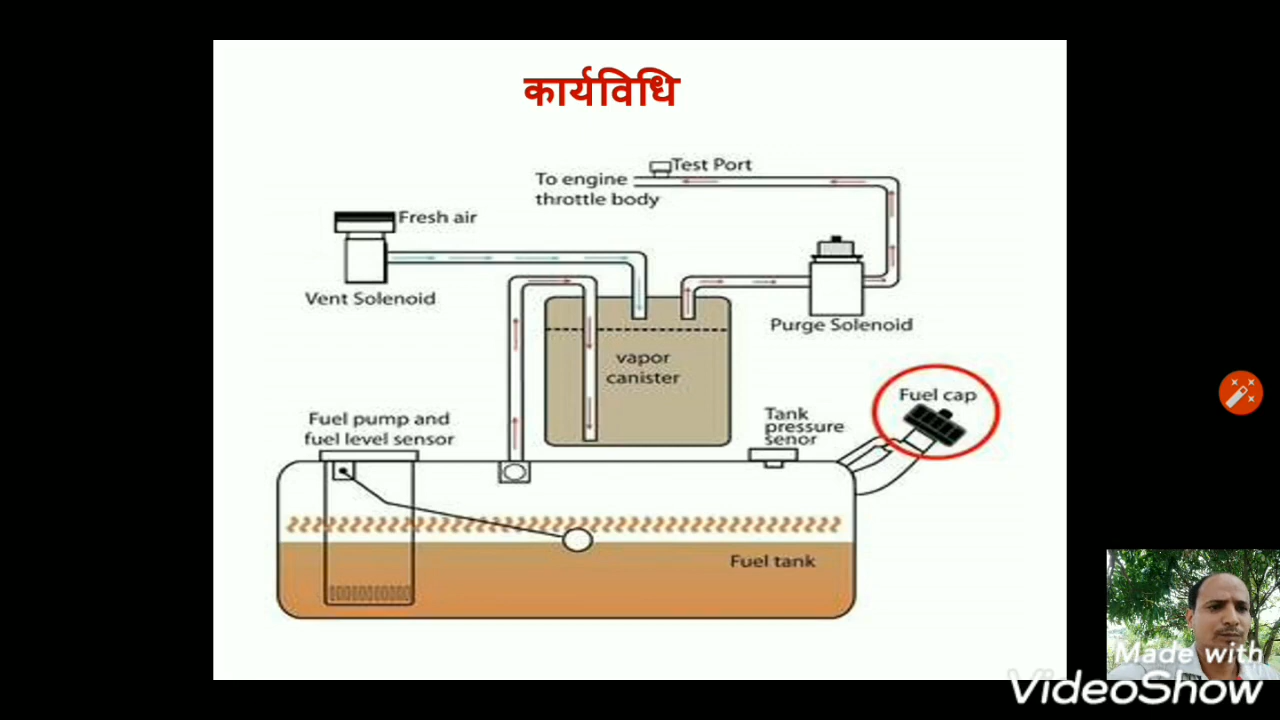 कार्यविधि
Test Port
To engine
throttle body
Fresh air
Vent Solenoid
Purge Solenoid
vapor
canister
Fuel cap
Fuel pump and
fuel level sensor
Tank
pressure
senor
Fuel tank
Made with
VideoShow